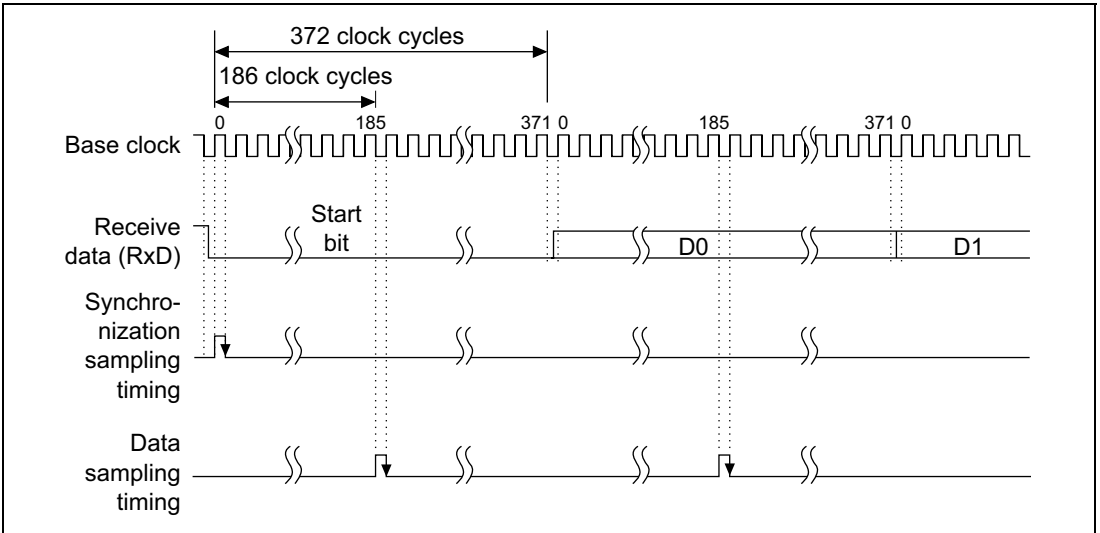 372 clock cycles
186 clock cycles
0 185 371 0 185 371 0
Base clock
Receive
data (RxD)
Start
bit
D0
D1
Synchro-
nization
sampling
timing
Data
sampling
timing